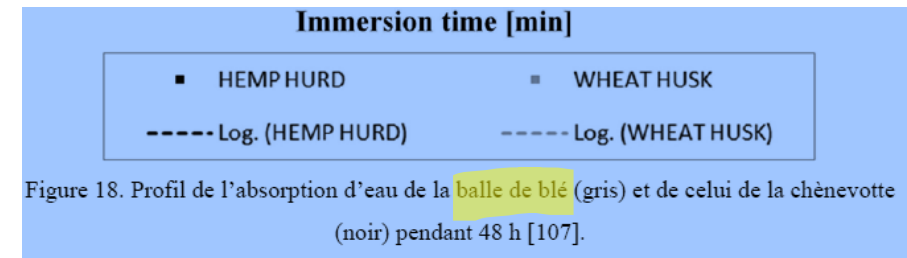 Immersion time [min]
HEMP HURD WHEAT HUSK
Log. (HEMP HURD) Log. (WHEAT HUSK)
Figure 18. Profil de l’absorption d’eau de la balle de blé (gris) et de celui de la chènevotte
(noir) pendant 48 h [107].